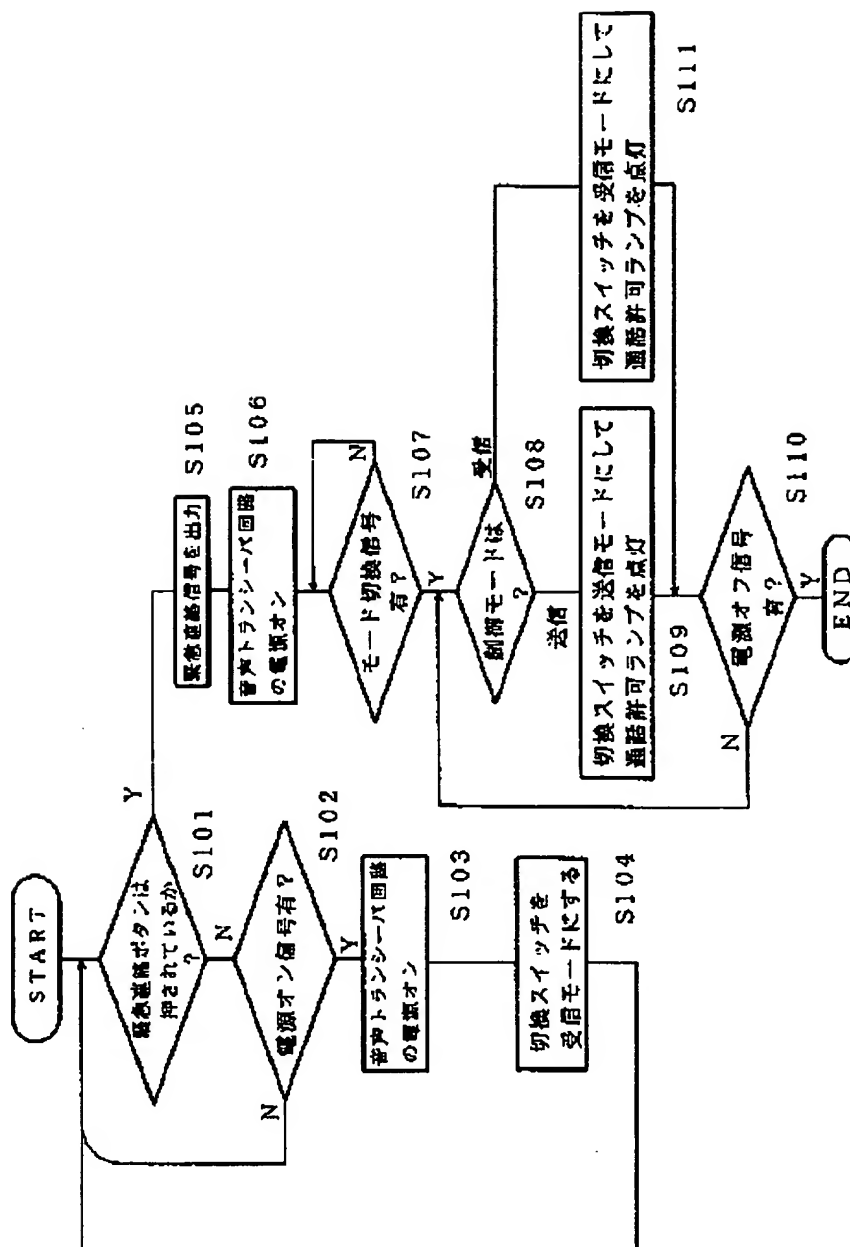 START
緊急連絡ボタンは
押されているか
?
Y
S101
N
電源オン信号有?
S102
N
Y
音声トランシーバ回路
の電源オン
S103
切換スイッチを
受信モードにする
S104
緊急連絡信号を出力
S105
音声トランシーバ回路
の電源オン
S106
モード切換信号
有?
N
S107
Y
制御モードは
?
受信
S108
送信
切換スイッチを送信モードにして
通話許可ランプを点灯
S109
切換スイッチを受信モードにして
通話許可ランプを点灯
S111
電源オフ信号
有?
S110
N
Y
END